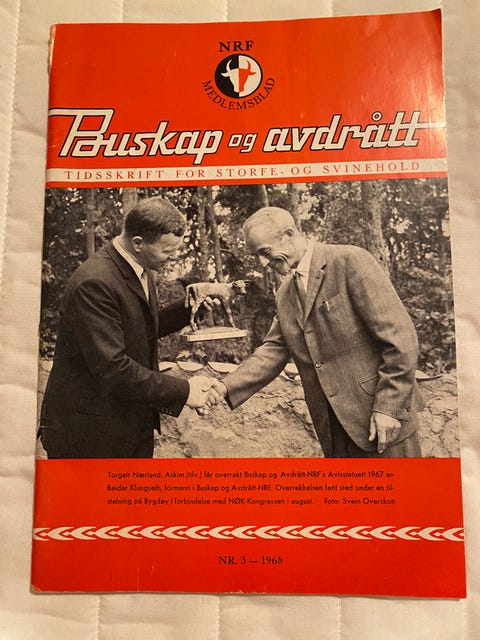 NRF
MEDLEMSBLAD
Buskap og avdrått
TIDSSKRIFT FOR STORFE- OG SVINEHOLD
Torgeir Nærland, Askim (tilv.) får overrakt Buskap og Avdrått-NRF's Avlsstatuett 1967 av
Reidar Klungseth, formann i Buskap og Avdrått-NRF. Overrekkelsen fant sted under en til-
stelning på Bygdøy i forbindelse med NØK-Kongressen i august. Foto: Svein Overskott
NR. 3 – 1968